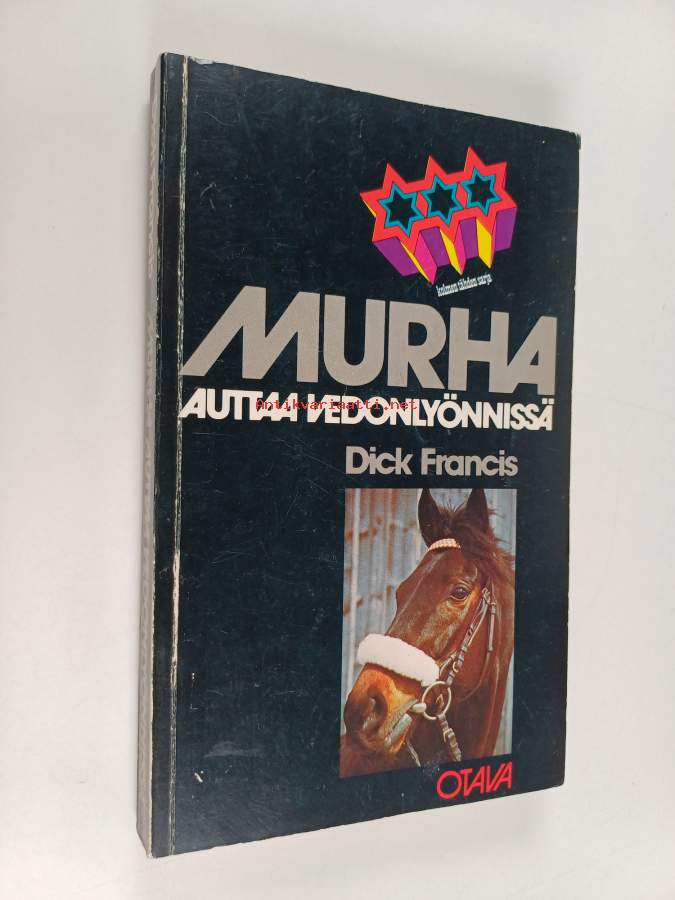 kolmen tähden sarja
MURHA
AUTTAA VEDONLYÖNNISSÄ
Antikvariaatti.net
Dick Francis
OTAVA